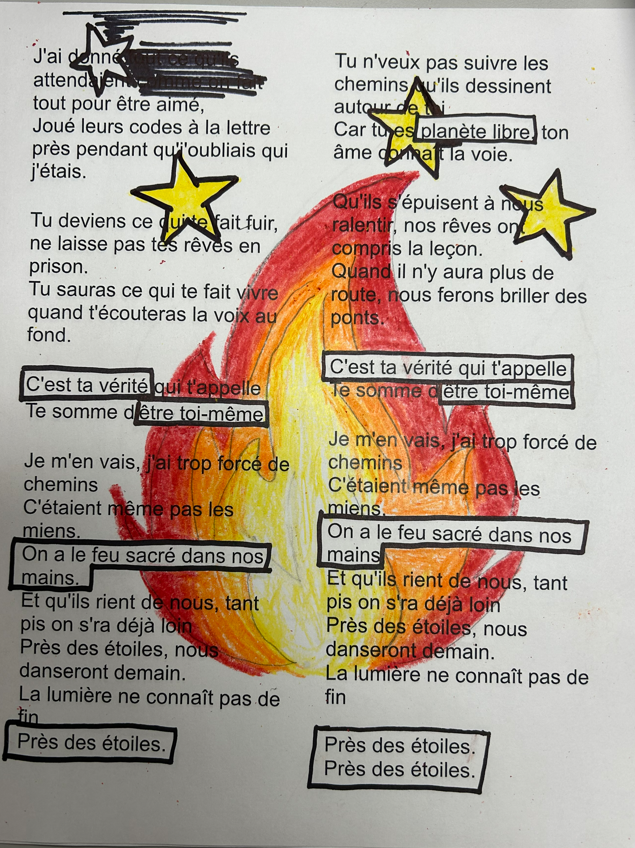 J'ai donné
attendaient
tout pour être aimé,
Joué leurs codes à la lettre
près pendant qu'j'oubliais qui
j'étais.
Tu deviens ce qui te fait fuir,
ne laisse pas tes rêves en
prison.
Tu sauras ce qui te fait vivre
quand t'écouteras la voix au
fond.
C'est ta vérité qui t'appelle
Te somme d'être toi-même
Je m'en vais, j'ai trop forcé de
chemins
C'étaient même pas les
miens.
On a le feu sacré dans nos
mains.
Et qu'ils rient de nous, tant
pis on s'ra déjà loin
Près des étoiles, nous
danseront demain.
La lumière ne connaît pas de
fin
Près des étoiles.
Tu n'veux pas suivre les
chemins qu'ils dessinent
autour de toi
Car tu es planète libre, ton
âme connaît la voie.
Qu'ils s'épuisent à nous
ralentir, nos rêves ont
compris la leçon.
Quand il n'y aura plus de
route, nous ferons briller des
ponts.
C'est ta vérité qui t'appelle
Te somme d'être toi-même
Je m'en vais, j'ai trop forcé de
chemins
C'étaient même pas les
miens.
On a le feu sacré dans nos
mains
Et qu'ils rient de nous, tant
pis on s'ra déjà loin
Près des étoiles, nous
danseront demain.
La lumière ne connaît pas de
fin
Près des étoiles.
Près des étoiles.